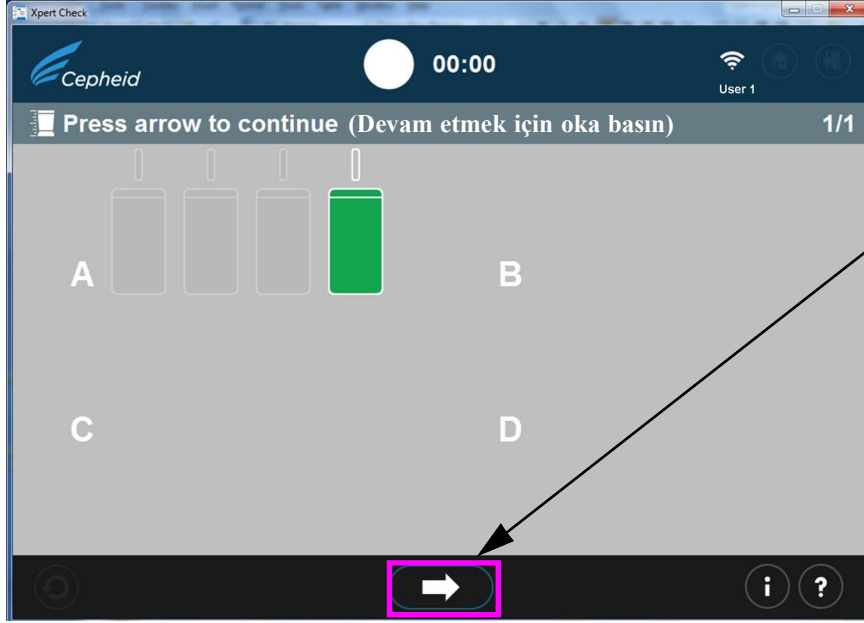 Xpert Check
Cepheid
00:00
User 1
Press arrow to continue (Devam etmek için oka basın)
1/1
A
B
C
D
i
?